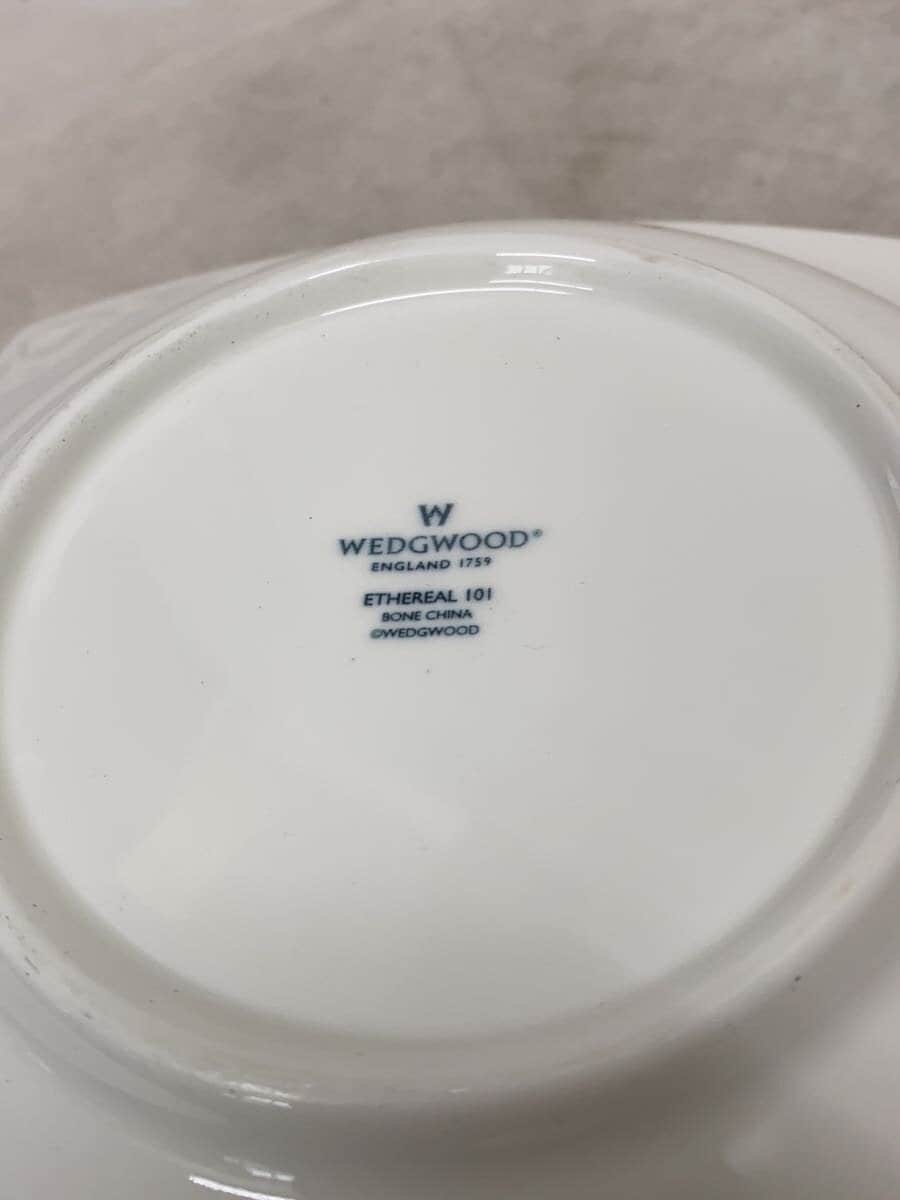 W
WEDGWOOD®
ENGLAND 1759
ETHEREAL 101
BONE CHINA
©WEDGWOOD